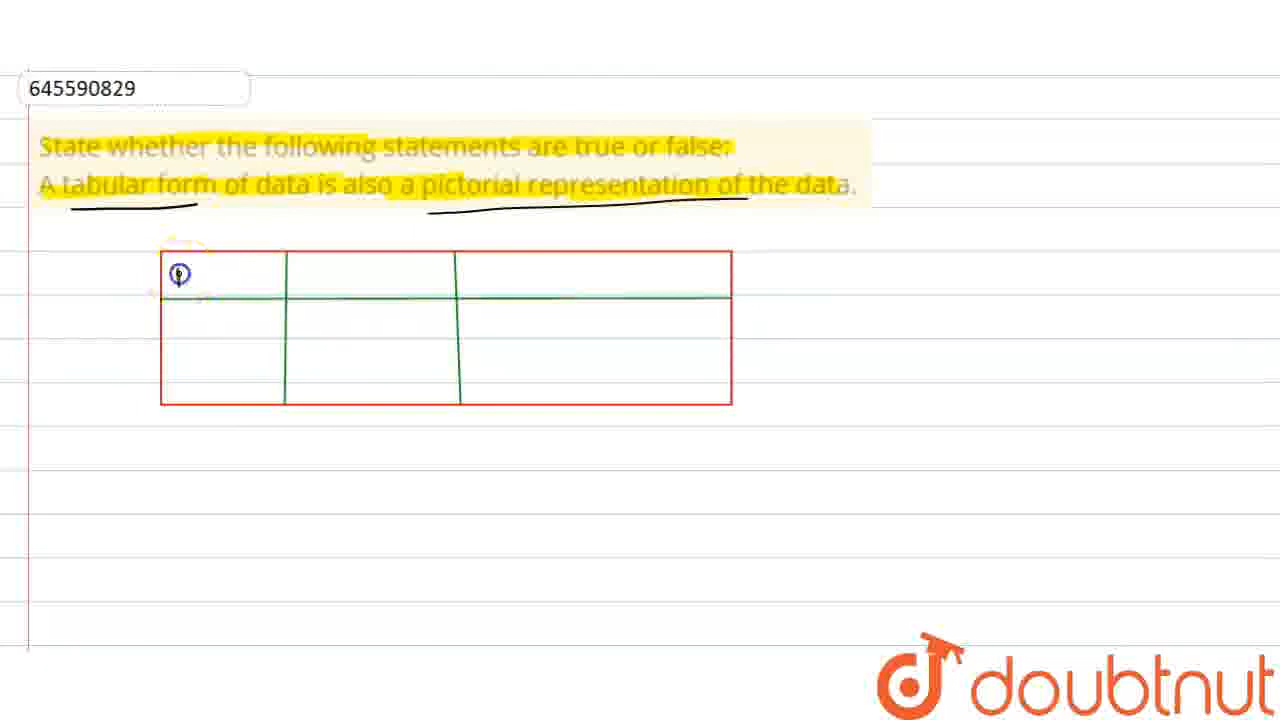 645590829
State whether the following statements are true or false:
A tabular form of data is also a pictorial representation of the data.
doubtnut